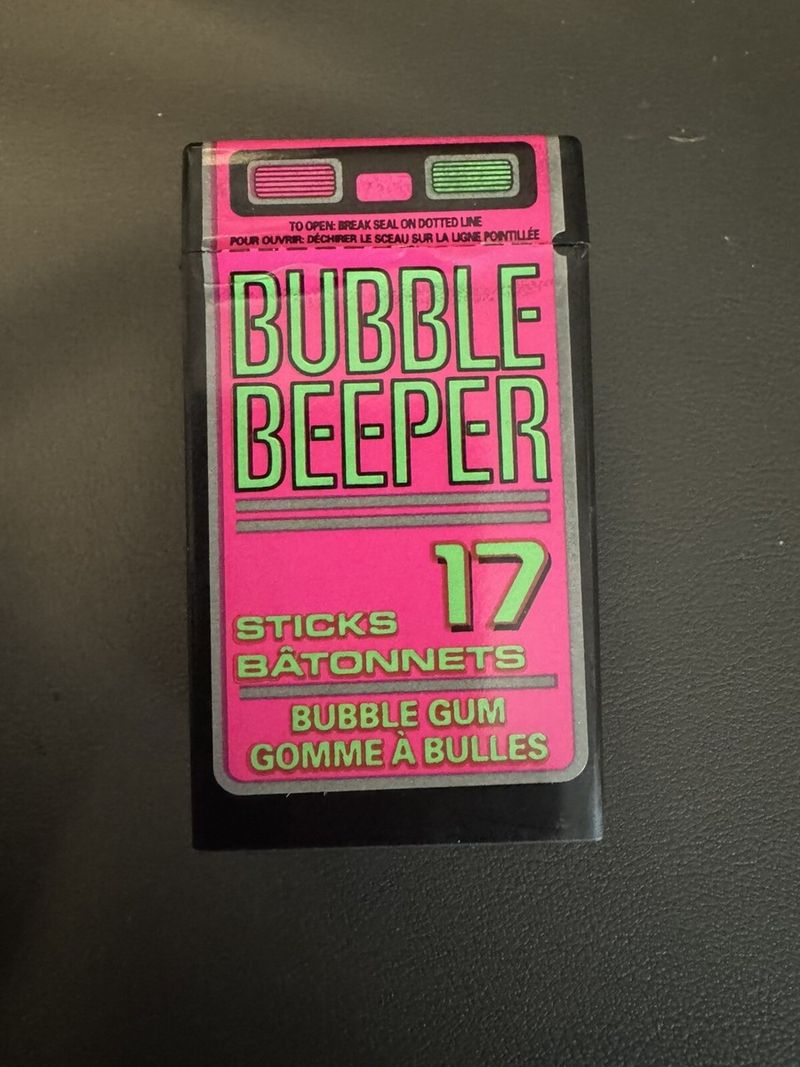 TO OPEN: BREAK SEAL ON DOTTED LINE
POUR OUVRIR: DÉCHIRER LE SCEAU SUR LA LIGNE POINTILLÉE
BUBBLE
BEEPER
17
STICKS
BÂTONNETS
BUBBLE GUM
GOMME À BULLES